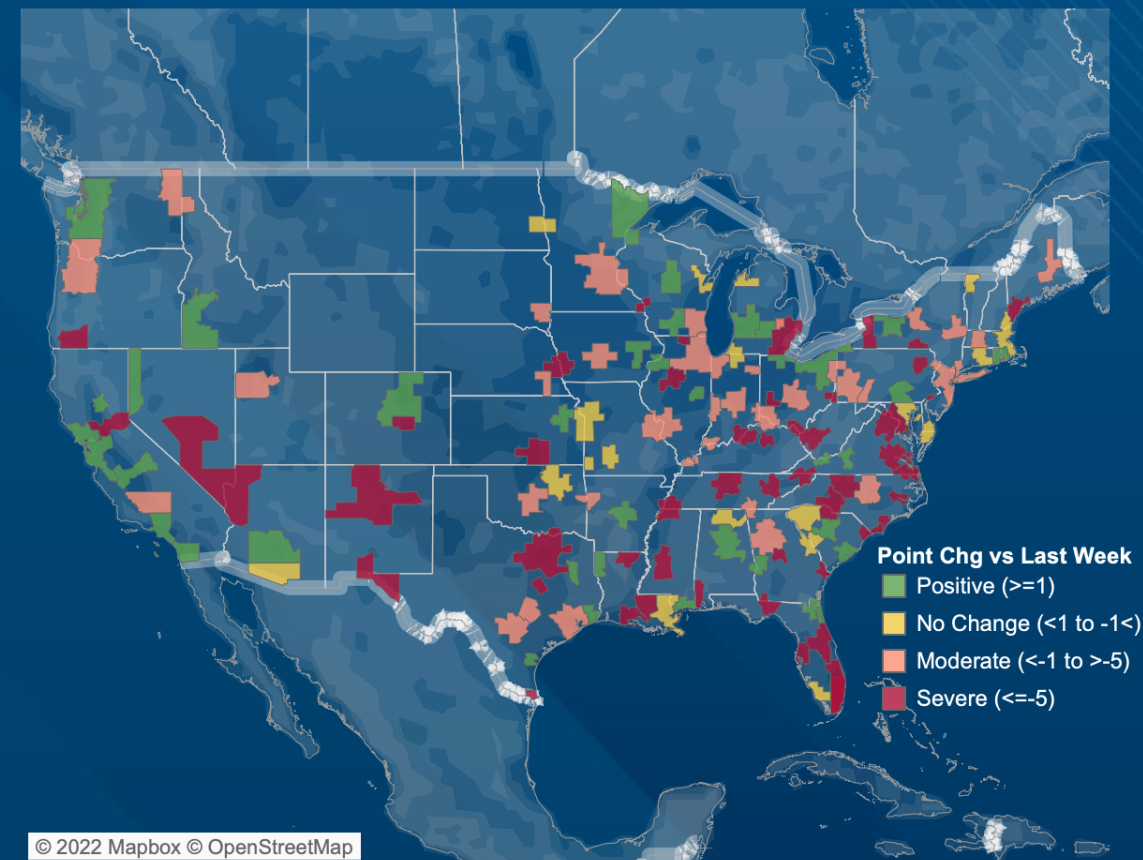 Point Chg vs Last Week
Positive (>=1)
No Change (<1 to -1<)
Moderate (<-1 to >-5)
Severe (<=-5)
© 2022 Mapbox © OpenStreetMap